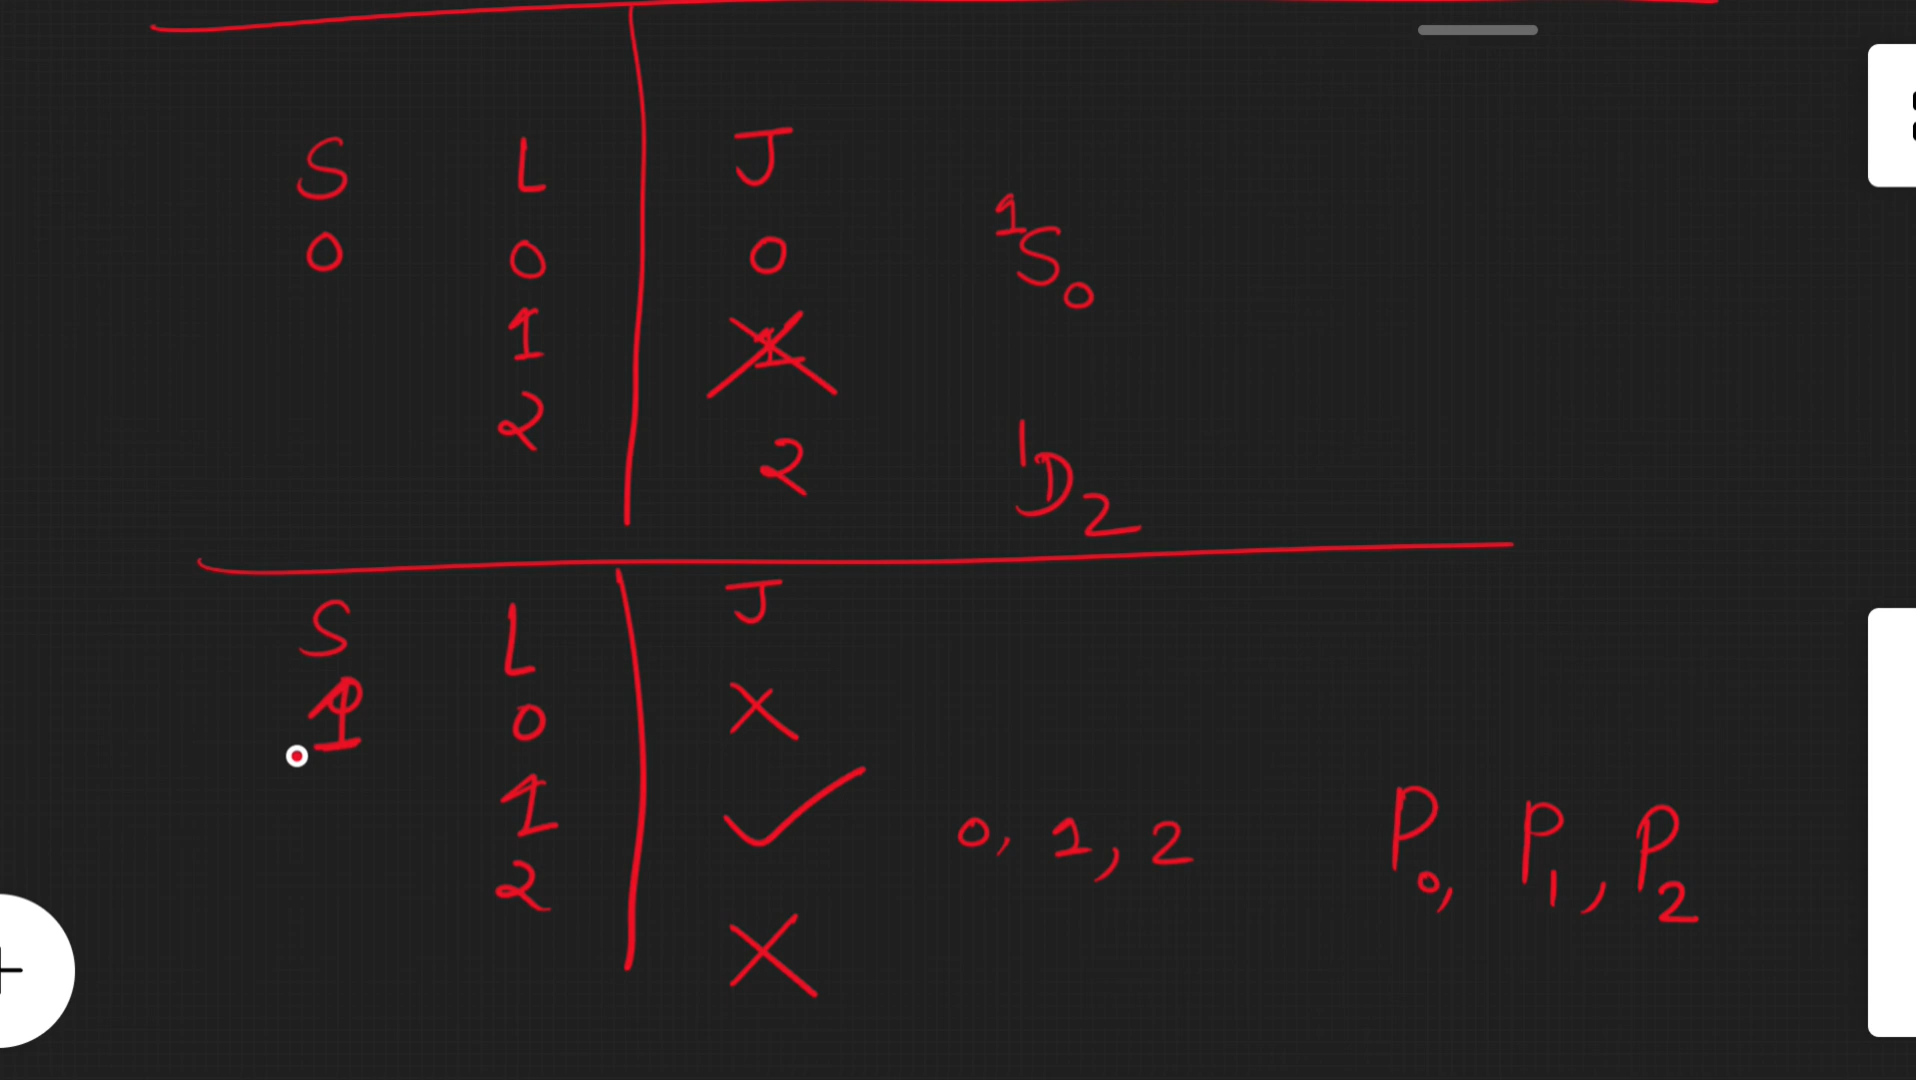 S L J
0 0 0 ¹S₀
1 1
2 2 ¹D₂
S L J
1 0 X
1 ✓ 0, 1, 2 P₀, P₁, P₂
2 X